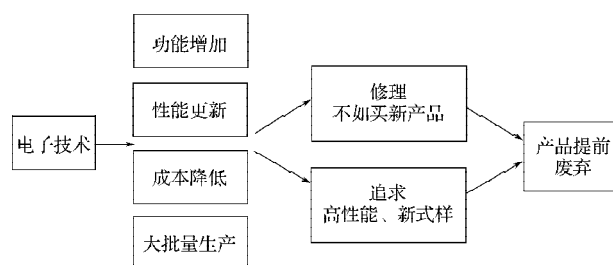 电子技术
功能增加
性能更新
成本降低
大批量生产
修理
不如买新产品
追求
高性能、新式样
产品提前
废弃